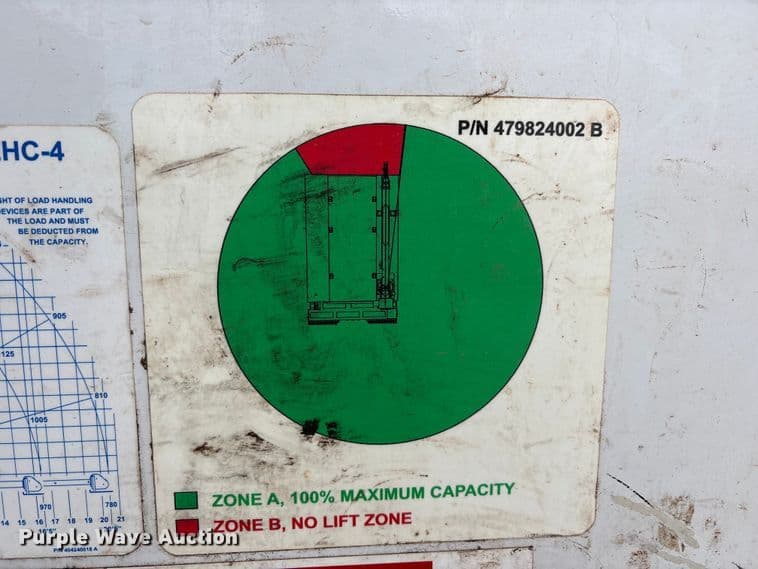 HC-4
HT OF LOAD HANDLING
EVICES ARE PART OF
THE LOAD AND MUST
BE DEDUCTED FROM
THE CAPACITY.
905
125
810
1005
970
780
14 15 16 17 18 19 20 21
P/N 479824002 B
ZONE A, 100% MAXIMUM CAPACITY
ZONE B, NO LIFT ZONE
Purple Wave Auction